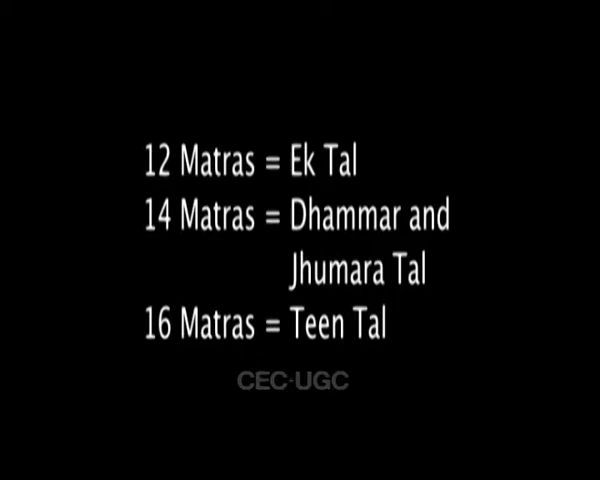 12 Matras = Ek Tal
14 Matras = Dhammar and
Jhumara Tal
16 Matras = Teen Tal
CEC-UGC